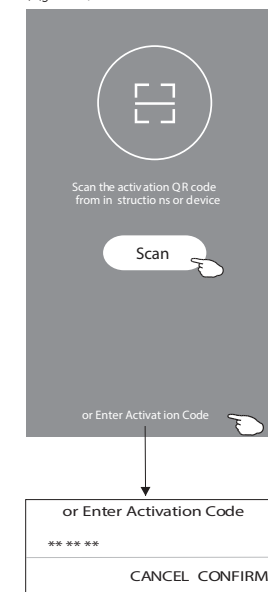 Scan the activation QR code
from in structio ns or device
Scan
or Enter Activat ion Code
or Enter Activation Code
** ** **
CANCEL CONFIRM